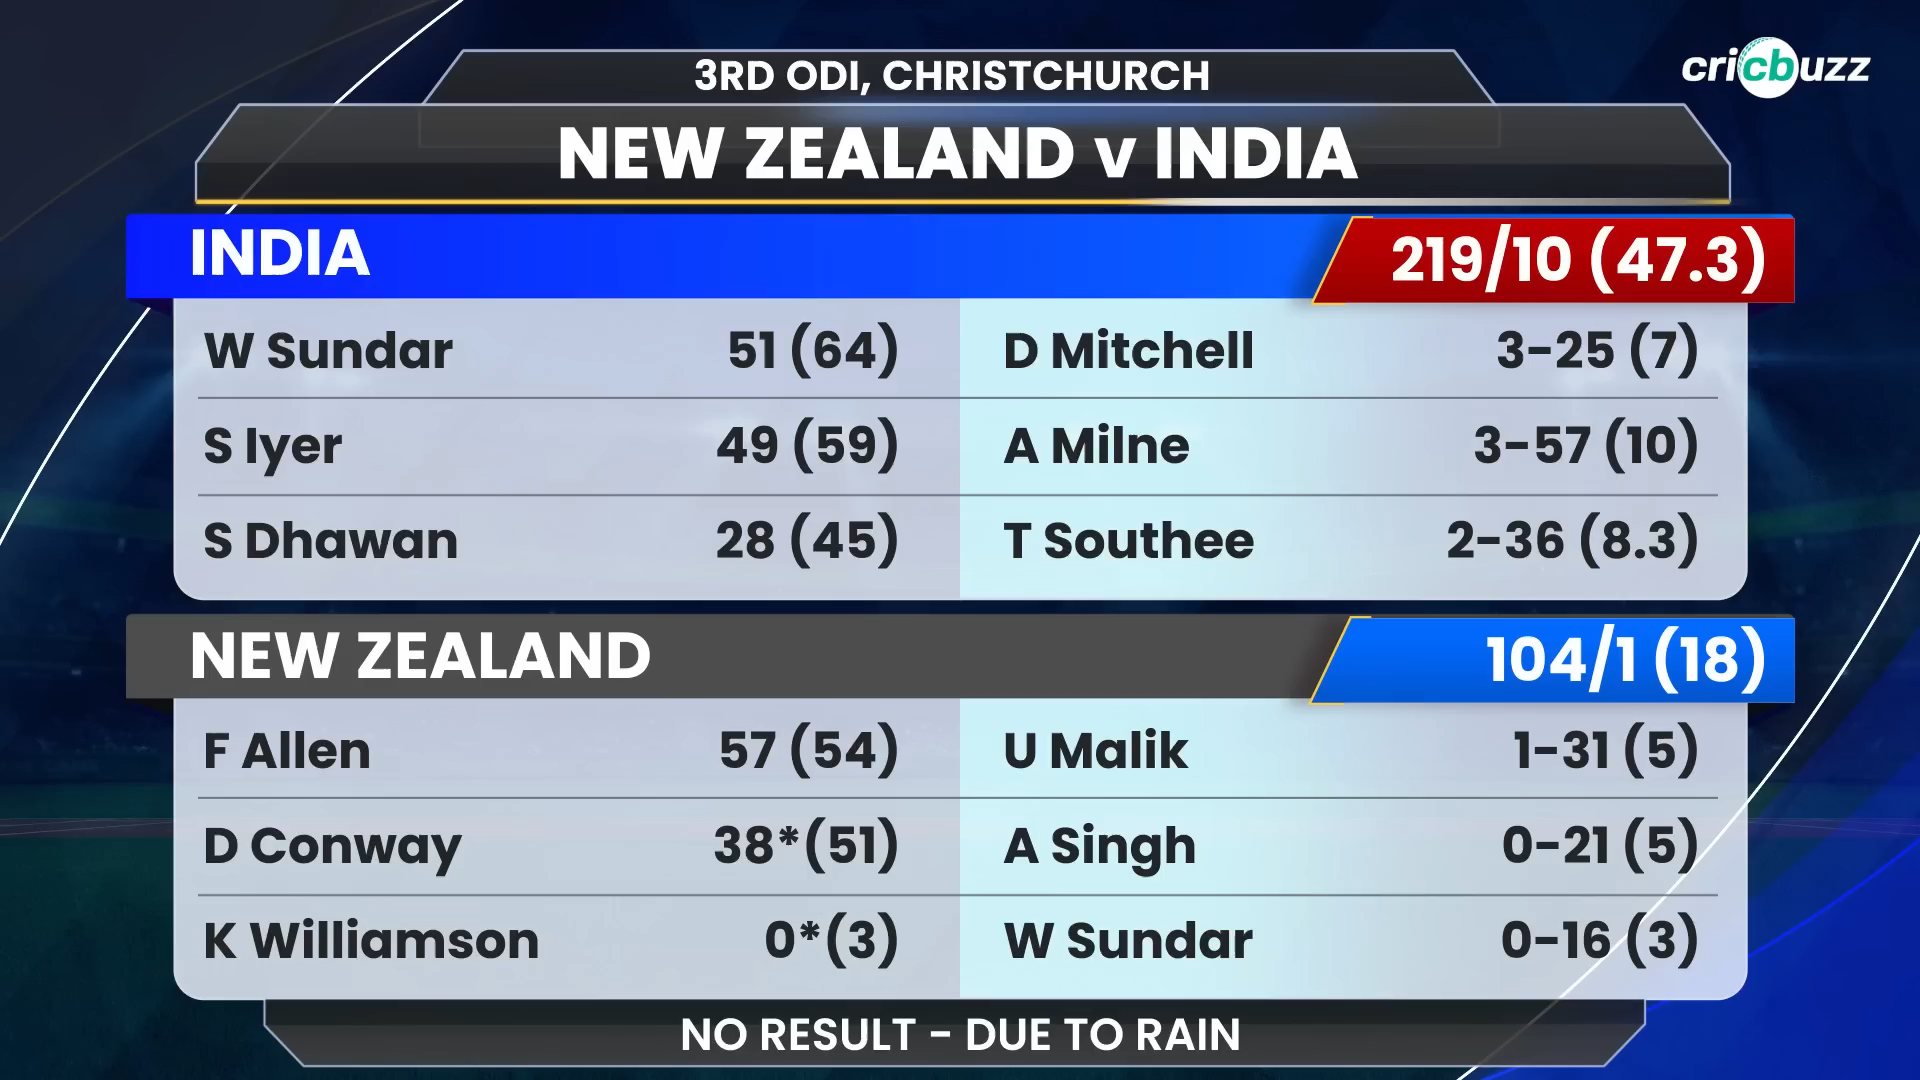 3RD ODI, CHRISTCHURCH
cricbuzz
NEW ZEALAND v INDIA
INDIA 219/10 (47.3)
W Sundar 51 (64) D Mitchell 3-25 (7)
S Iyer 49 (59) A Milne 3-57 (10)
S Dhawan 28 (45) T Southee 2-36 (8.3)
NEW ZEALAND 104/1 (18)
F Allen 57 (54) U Malik 1-31 (5)
D Conway 38*(51) A Singh 0-21 (5)
K Williamson 0*(3) W Sundar 0-16 (3)
NO RESULT - DUE TO RAIN